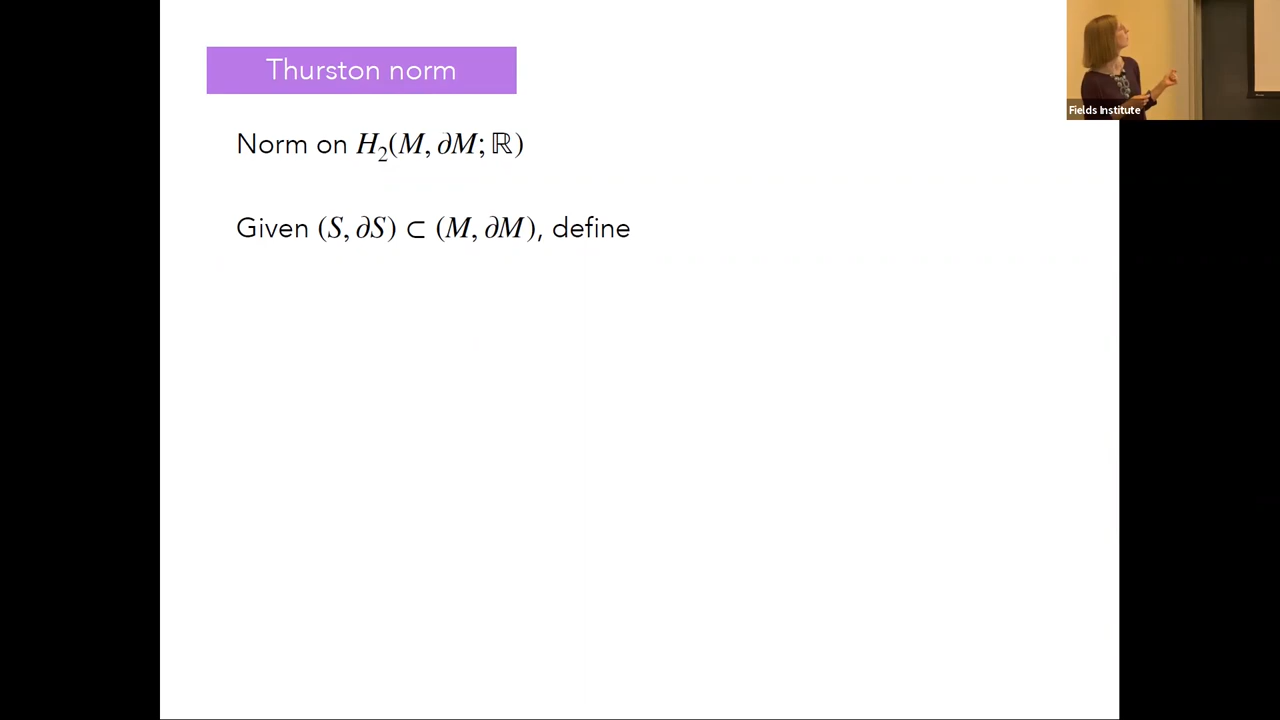 Thurston norm
Fields Institute
Norm on H₂(M, ∂M; ℝ)
Given (S, ∂S) ⊂ (M, ∂M), define